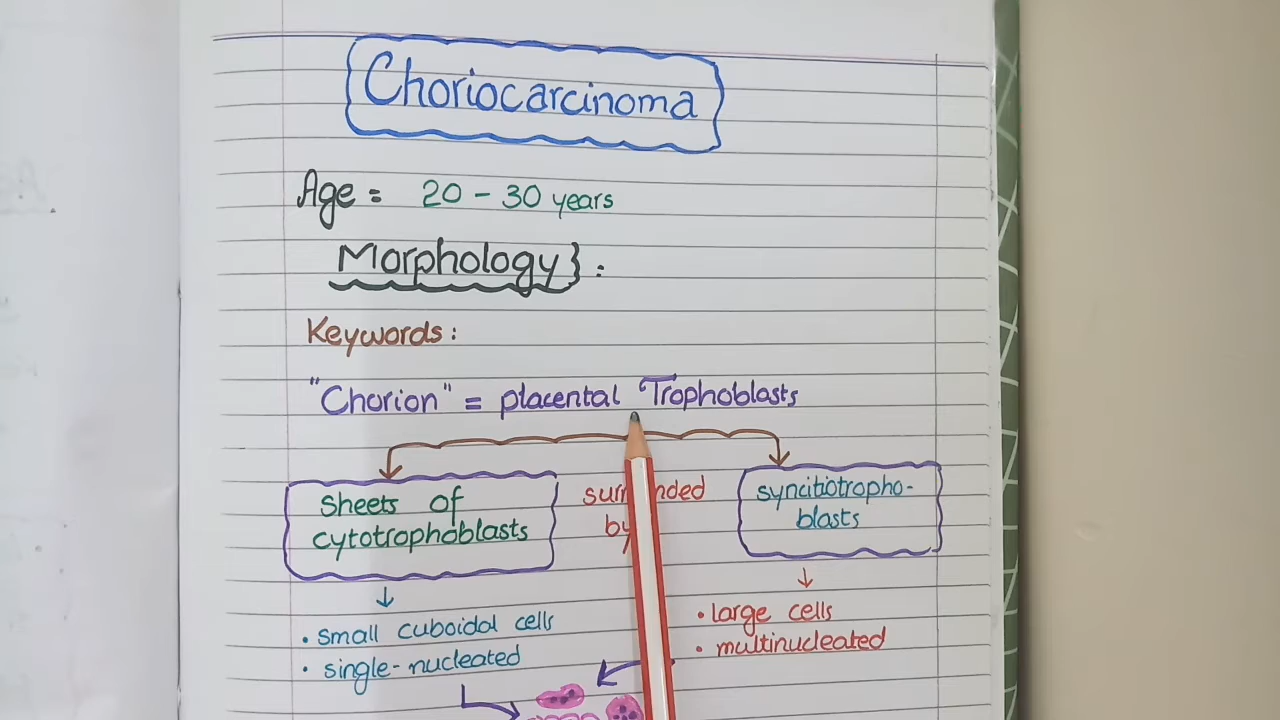 Choriocarcinoma
Age = 20 - 30 years
Morphology } :
Keywords :
"Chorion" = placental Trophoblasts
Sheets of
cytotrophoblasts
by
syncitiotropho-
blasts
↓
• small cuboidal cells
• single-nucleated
↓
• large cells
• multinucleated